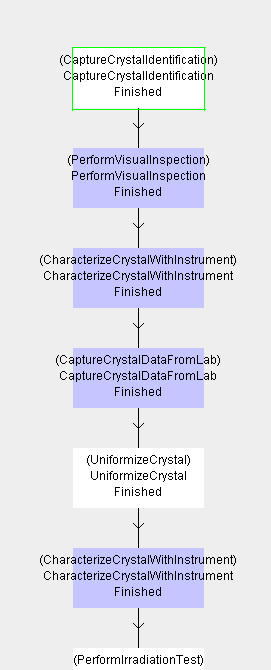 (CaptureCrystalIdentification)
CaptureCrystalIdentification
Finished
(PerformVisualInspection)
PerformVisualInspection
Finished
(CharacterizeCrystalWithInstrument)
CharacterizeCrystalWithInstrument
Finished
(CaptureCrystalDataFromLab)
CaptureCrystalDataFromLab
Finished
(UniformizeCrystal)
UniformizeCrystal
Finished
(CharacterizeCrystalWithInstrument)
CharacterizeCrystalWithInstrument
Finished
(PerformIrradiationTest)